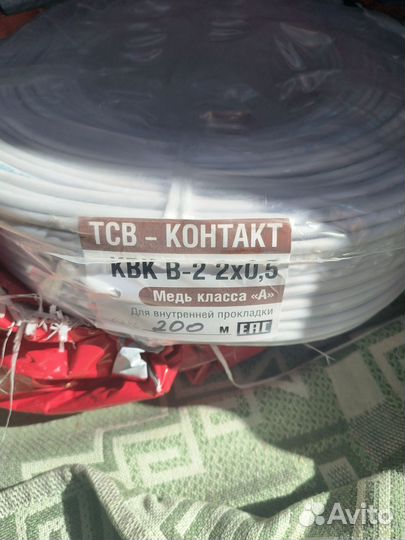 ТСВ - КОНТАКТ
КВК В-2 2х0,5
Медь класса «А»
Для внутренней прокладки
200 м EAC
Avito